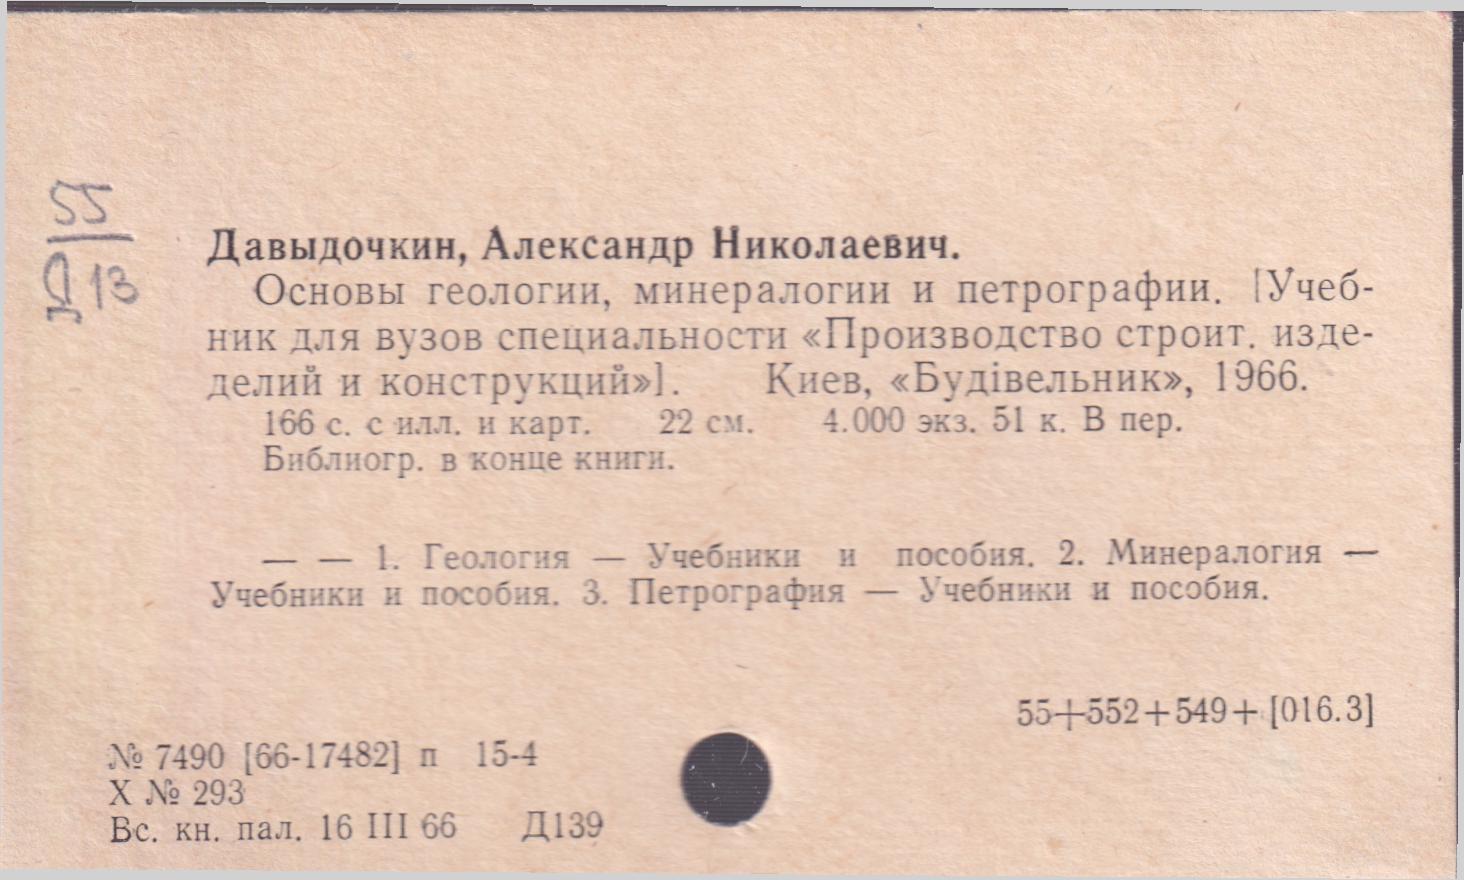 55
Д13
Давыдочкин, Александр Николаевич.
Основы геологии, минералогии и петрографии. [Учеб-
ник для вузов специальности «Производство строит. изде-
делий и конструкций»]. Киев, «Будівельник», 1966.
166 с. с илл. и карт. 22 см. 4.000 экз. 51 к. В пер.
Библиогр. в конце книги.
— — 1. Геология — Учебники и пособия. 2. Минералогия —
Учебники и пособия. 3. Петрография — Учебники и пособия.
55+552+549+[016.3]
№ 7490 [66-17482] п 15-4
Х № 293
Вс. кн. пал. 16 III 66 Д139